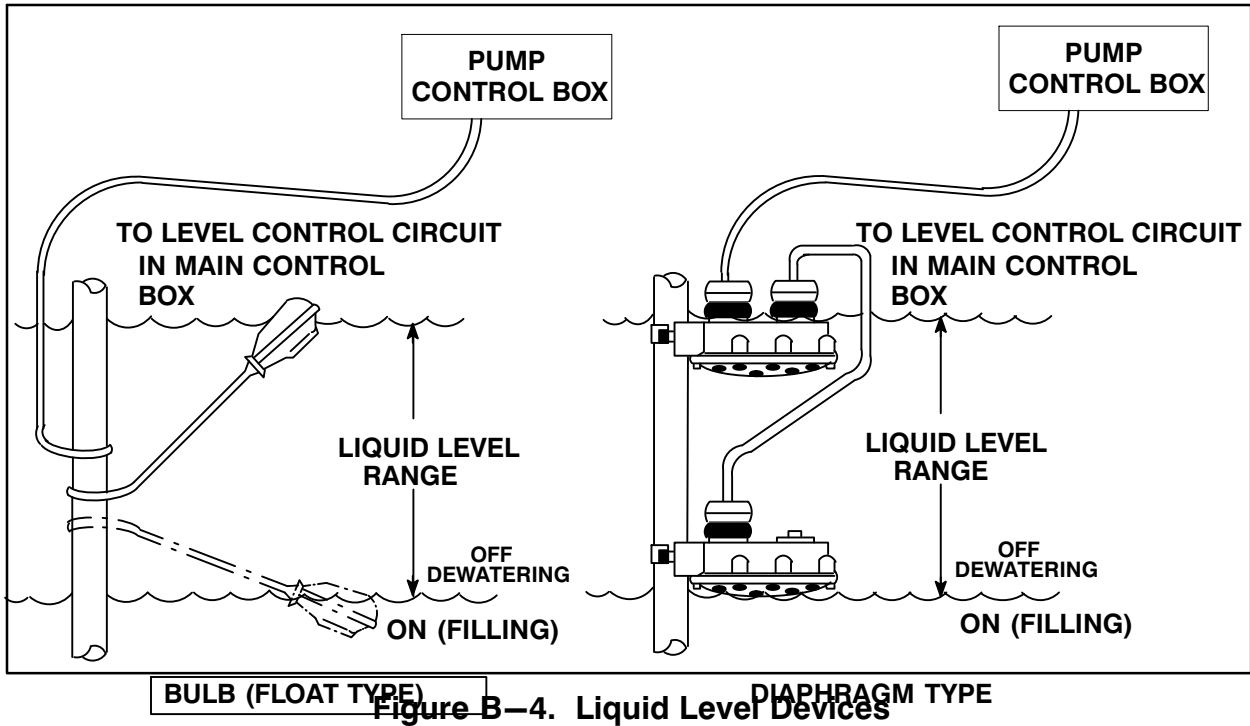 PUMP
CONTROL BOX
TO LEVEL CONTROL CIRCUIT
IN MAIN CONTROL
BOX
LIQUID LEVEL
RANGE
OFF
DEWATERING
ON (FILLING)
BULB (FLOAT TYPE)
PUMP
CONTROL BOX
TO LEVEL CONTROL CIRCUIT
IN MAIN CONTROL
BOX
LIQUID LEVEL
RANGE
OFF
DEWATERING
ON (FILLING)
DIAPHRAGM TYPE
Figure B–4. Liquid Level Devices